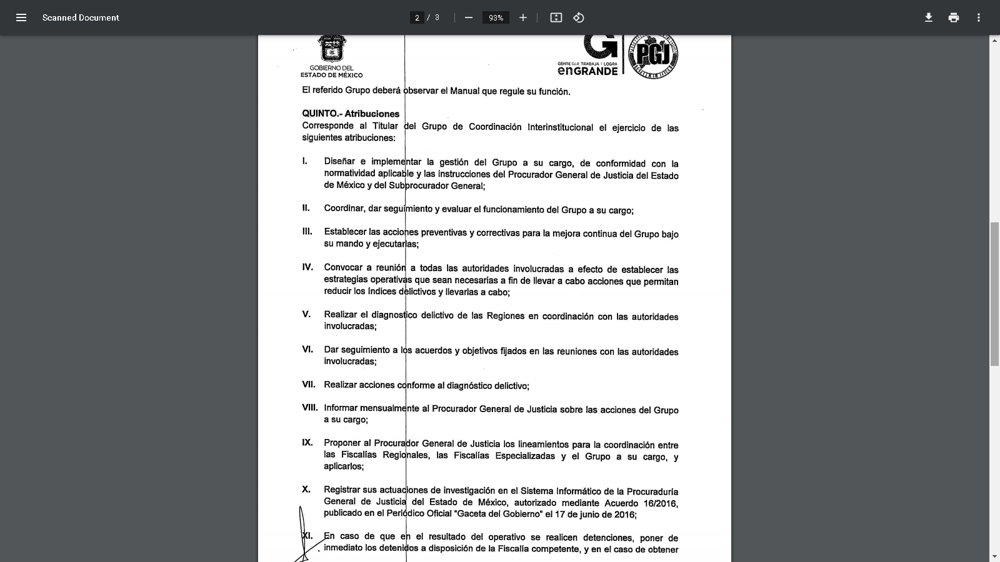 Scanned Document
2 / 3
93%
GOBIERNO DEL
ESTADO DE MÉXICO
GENTE QUE TRABAJA Y LOGRA
enGRANDE
PGJ
El referido Grupo deberá observar el Manual que regule su función.
QUINTO.- Atribuciones
Corresponde al Titular del Grupo de Coordinación Interinstitucional el ejercicio de las
siguientes atribuciones:
I. Diseñar e implementar la gestión del Grupo a su cargo, de conformidad con la
normatividad aplicable y las instrucciones del Procurador General de Justicia del Estado
de México y del Subprocurador General;
II. Coordinar, dar seguimiento y evaluar el funcionamiento del Grupo a su cargo;
III. Establecer las acciones preventivas y correctivas para la mejora continua del Grupo bajo
su mando y ejecutarlas;
IV. Convocar a reunión a todas las autoridades involucradas a efecto de establecer las
estrategias operativas que sean necesarias a fin de llevar a cabo acciones que permitan
reducir los índices delictivos y llevarlas a cabo;
V. Realizar el diagnostico delictivo de las Regiones en coordinación con las autoridades
involucradas;
VI. Dar seguimiento a los acuerdos y objetivos fijados en las reuniones con las autoridades
involucradas;
VII. Realizar acciones conforme al diagnóstico delictivo;
VIII. Informar mensualmente al Procurador General de Justicia sobre las acciones del Grupo
a su cargo;
IX. Proponer al Procurador General de Justicia los lineamientos para la coordinación entre
las Fiscalías Regionales, las Fiscalías Especializadas y el Grupo a su cargo, y
aplicarlos;
X. Registrar sus actuaciones de investigación en el Sistema Informático de la Procuraduría
General de Justicia del Estado de México, autorizado mediante Acuerdo 16/2016,
publicado en el Periódico Oficial "Gaceta del Gobierno" el 17 de junio de 2016;
XI. En caso de que en el resultado del operativo se realicen detenciones, poner de
inmediato los detenidos a disposición de la Fiscalía competente, y en el caso de obtener